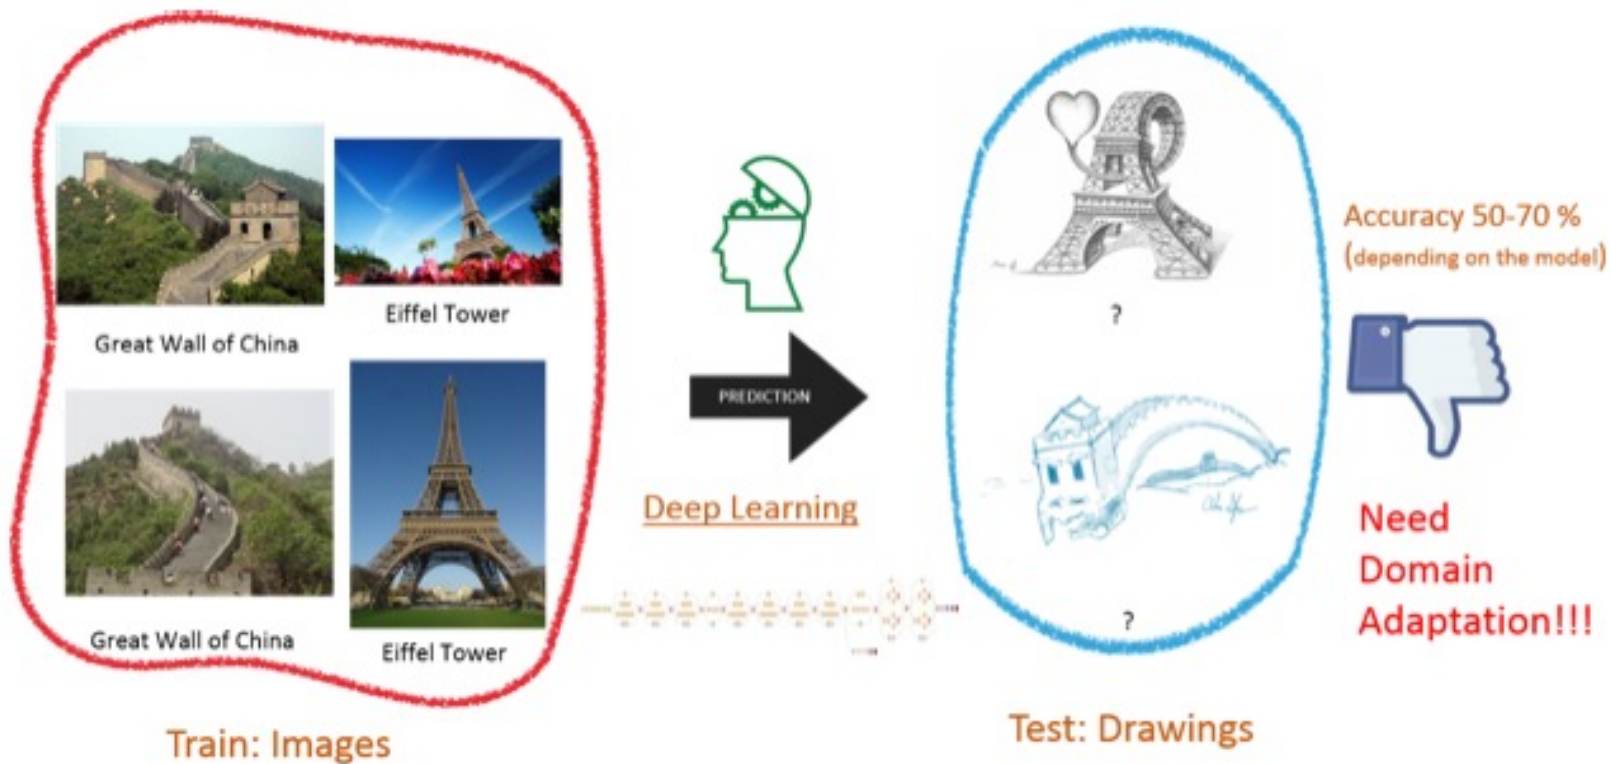 Great Wall of China
Eiffel Tower
Great Wall of China
Eiffel Tower
Train: Images
PREDICTION
Deep Learning
?
?
Test: Drawings
Accuracy 50-70 %
(depending on the model)
Need
Domain
Adaptation!!!